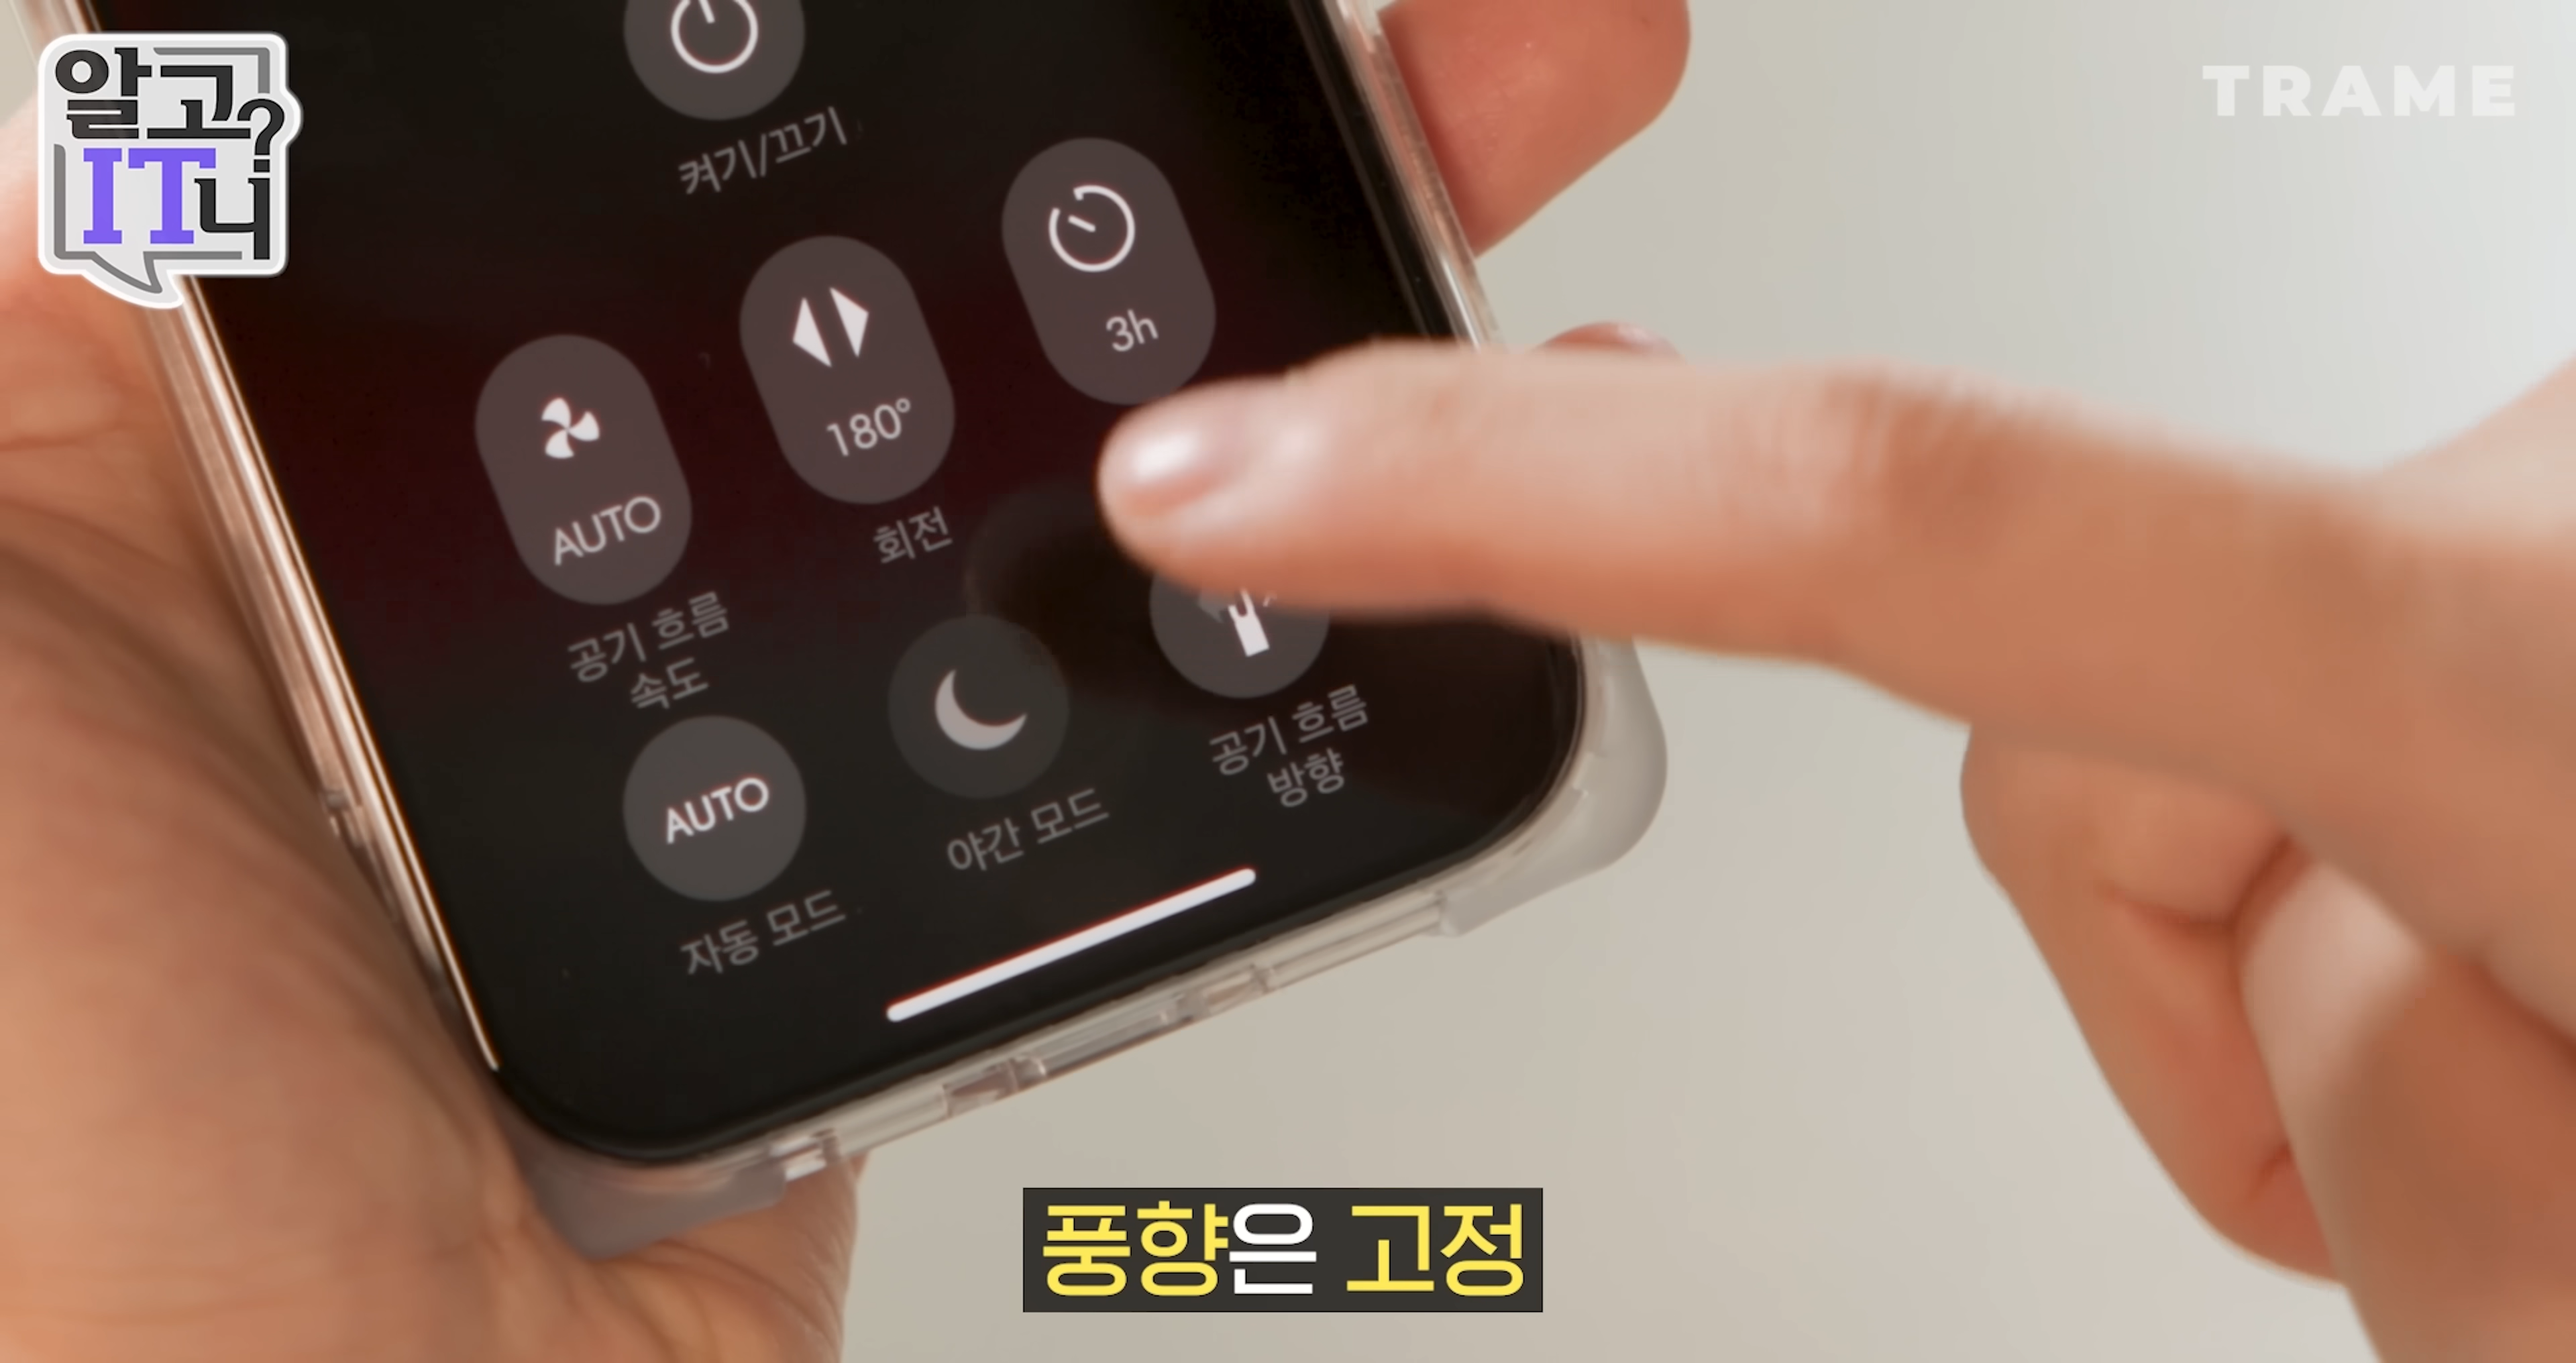 알고?
IT니
TRAME
켜기/끄기
3h
180°
회전
AUTO
공기 흐름
속도
공기 흐름
방향
야간 모드
AUTO
자동 모드
풍향은 고정